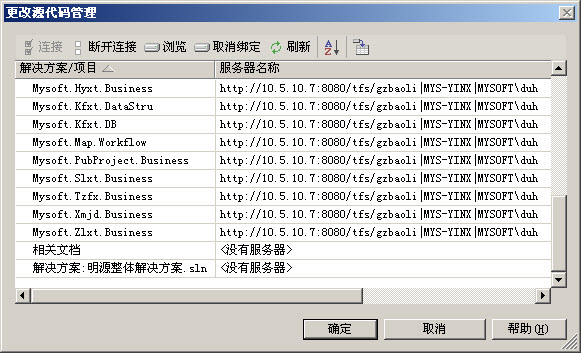 更改源代码管理
连接 断开连接 浏览 取消绑定 刷新
解决方案/项目 服务器名称
Mysoft.Hyxt.Business http://10.5.10.7:8080/tfs/gzbaoli|MYS-YINX|MYSOFT\duh
Mysoft.Kfxt.DataStru http://10.5.10.7:8080/tfs/gzbaoli|MYS-YINX|MYSOFT\duh
Mysoft.Kfxt.DB http://10.5.10.7:8080/tfs/gzbaoli|MYS-YINX|MYSOFT\duh
Mysoft.Map.Workflow http://10.5.10.7:8080/tfs/gzbaoli|MYS-YINX|MYSOFT\duh
Mysoft.PubProject.Business http://10.5.10.7:8080/tfs/gzbaoli|MYS-YINX|MYSOFT\duh
Mysoft.Slxt.Business http://10.5.10.7:8080/tfs/gzbaoli|MYS-YINX|MYSOFT\duh
Mysoft.Tzfx.Business http://10.5.10.7:8080/tfs/gzbaoli|MYS-YINX|MYSOFT\duh
Mysoft.Xmjd.Business http://10.5.10.7:8080/tfs/gzbaoli|MYS-YINX|MYSOFT\duh
Mysoft.Zlxt.Business http://10.5.10.7:8080/tfs/gzbaoli|MYS-YINX|MYSOFT\duh
相关文档 <没有服务器>
解决方案:明源整体解决方案.sln <没有服务器>
确定 取消 帮助(H)